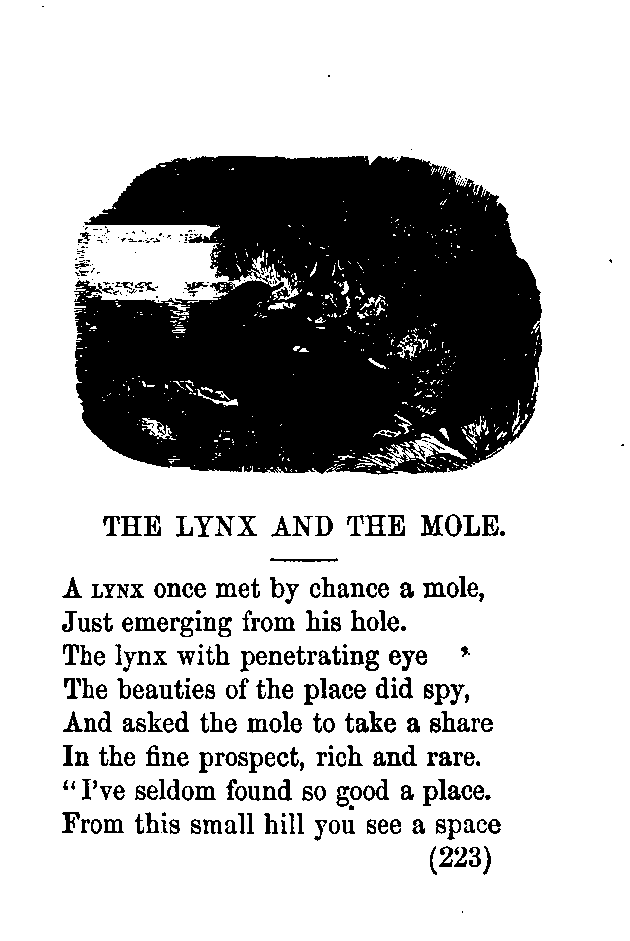 THE LYNX AND THE MOLE.
A LYNX once met by chance a mole,
Just emerging from his hole.
The lynx with penetrating eye
The beauties of the place did spy,
And asked the mole to take a share
In the fine prospect, rich and rare.
"I've seldom found so good a place.
From this small hill you see a space
(223)